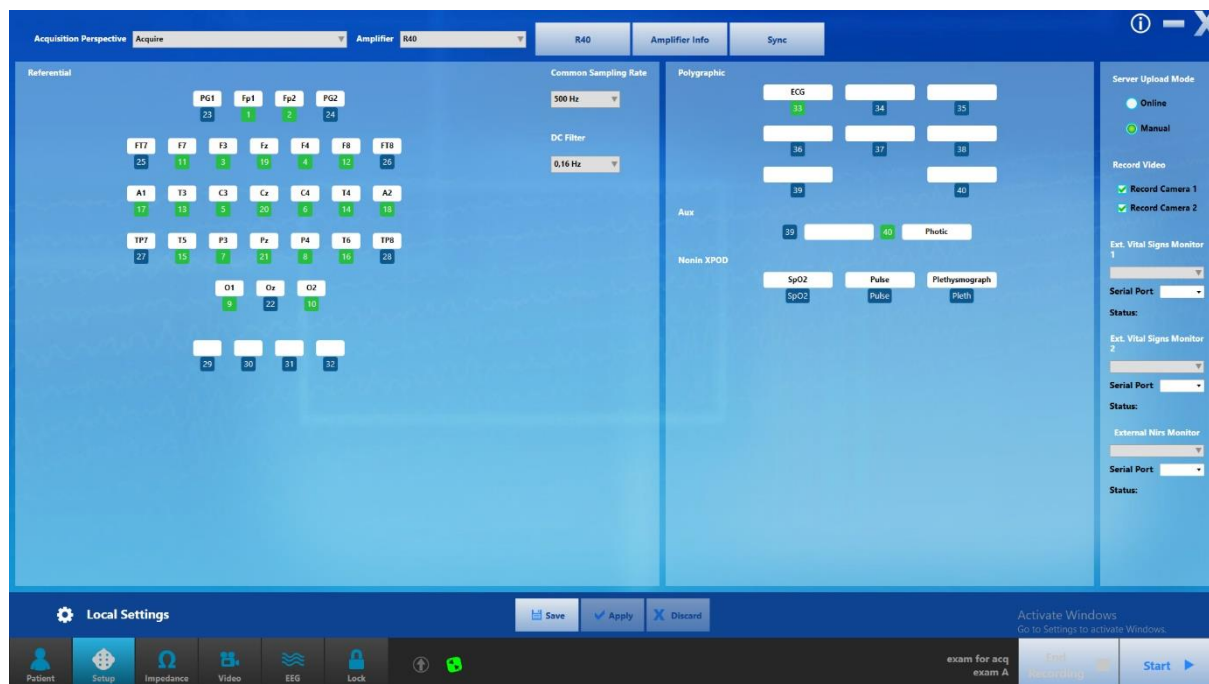 Acquisition Perspective Acquire Amplifier R40 R40 Amplifier Info Sync
Referential
PG1 Fp1 Fp2 PG2
23 1 2 24
FT7 F7 F3 Fz F4 F8 FT8
25 11 3 19 4 12 26
A1 T3 C3 Cz C4 T4 A2
17 13 5 20 6 14 18
TP7 T5 P3 Pz P4 T6 TP8
27 15 7 21 8 16 28
O1 Oz O2
9 22 10
29 30 31 32
Common Sampling Rate
500 Hz
DC Filter
0,16 Hz
Polygraphic
ECG
33 34 35
36 37 38
39 40
Aux
39 40 Photic
Nonin XPOD
SpO2 Pulse Plethysmograph
SpO2 Pulse Pleth
Server Upload Mode
Online
Manual
Record Video
Record Camera 1
Record Camera 2
Ext. Vital Signs Monitor
1
Serial Port
Status:
Ext. Vital Signs Monitor
2
Serial Port
Status:
External Nirs Monitor
Serial Port
Status:
Local Settings
Save Apply Discard
Activate Windows
Go to Settings to activate Windows.
Patient Setup Impedance Video EEG Lock
exam for acq
exam A
End
Recording
Start